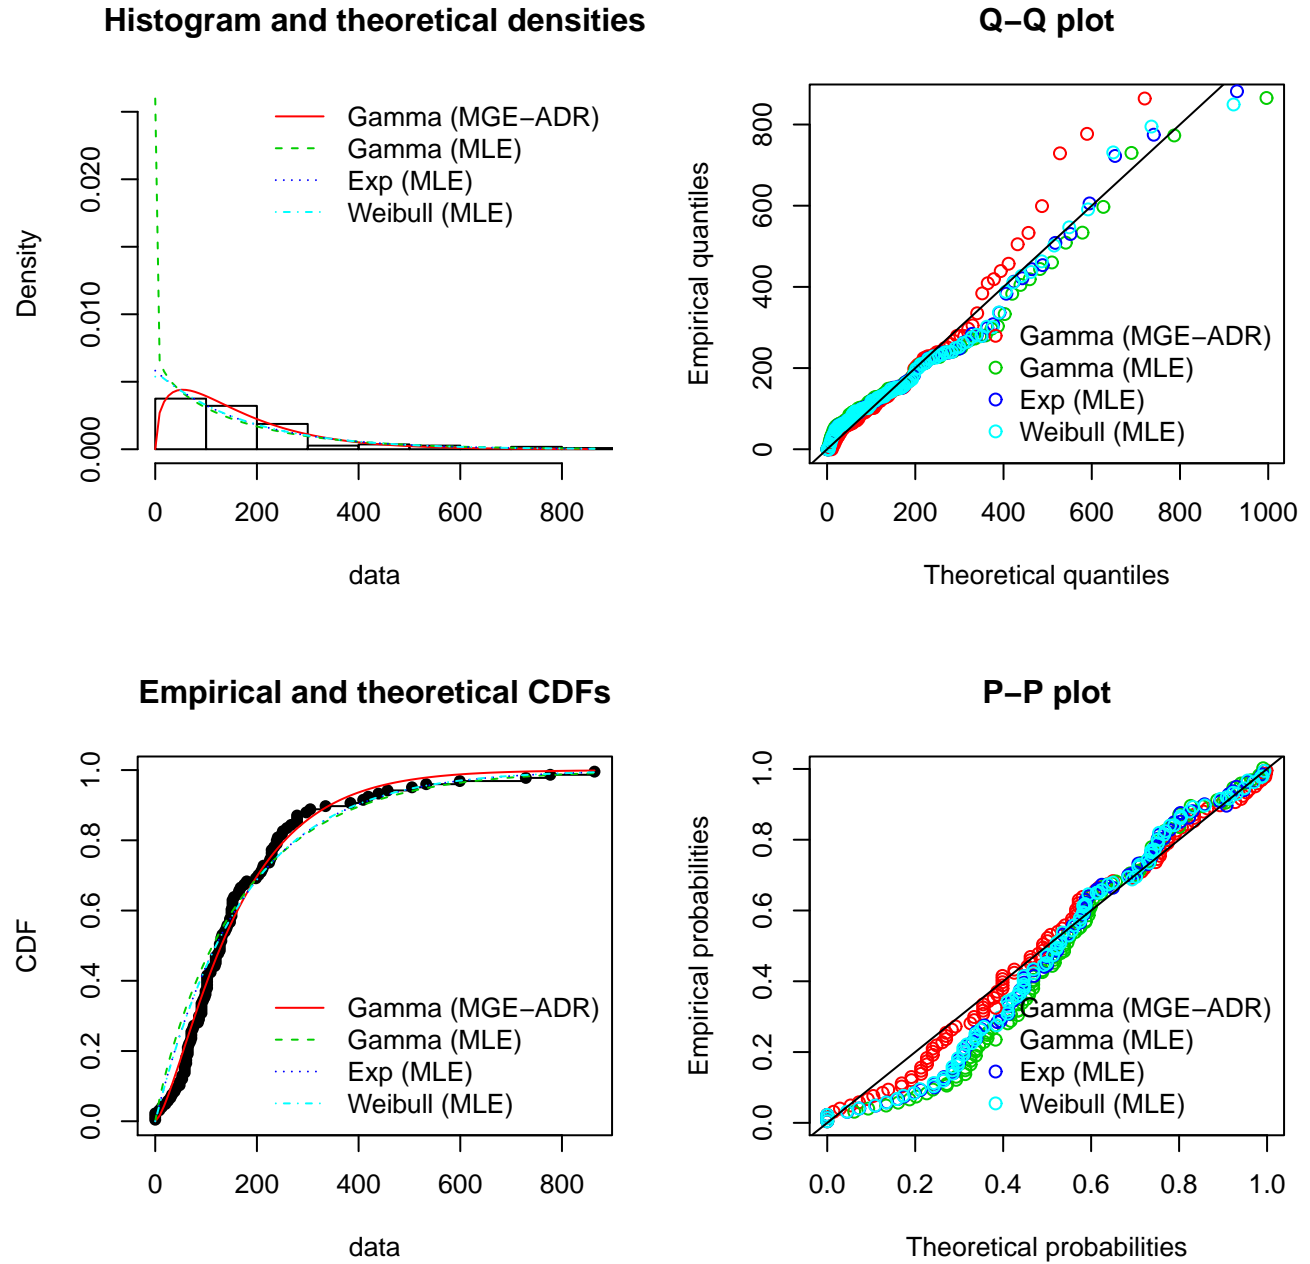 Histogram and theoretical densities
Density
0.000
0.010
0.020
Gamma (MGE−ADR)
Gamma (MLE)
Exp (MLE)
Weibull (MLE)
0 200 400 600 800
data
Q−Q plot
Empirical quantiles
0
200
400
600
800
Gamma (MGE−ADR)
Gamma (MLE)
Exp (MLE)
Weibull (MLE)
0 200 400 600 800 1000
Theoretical quantiles
Empirical and theoretical CDFs
CDF
0.0
0.2
0.4
0.6
0.8
1.0
Gamma (MGE−ADR)
Gamma (MLE)
Exp (MLE)
Weibull (MLE)
0 200 400 600 800
data
P−P plot
Empirical probabilities
0.0
0.2
0.4
0.6
0.8
1.0
Gamma (MGE−ADR)
Gamma (MLE)
Exp (MLE)
Weibull (MLE)
0.0 0.2 0.4 0.6 0.8 1.0
Theoretical probabilities